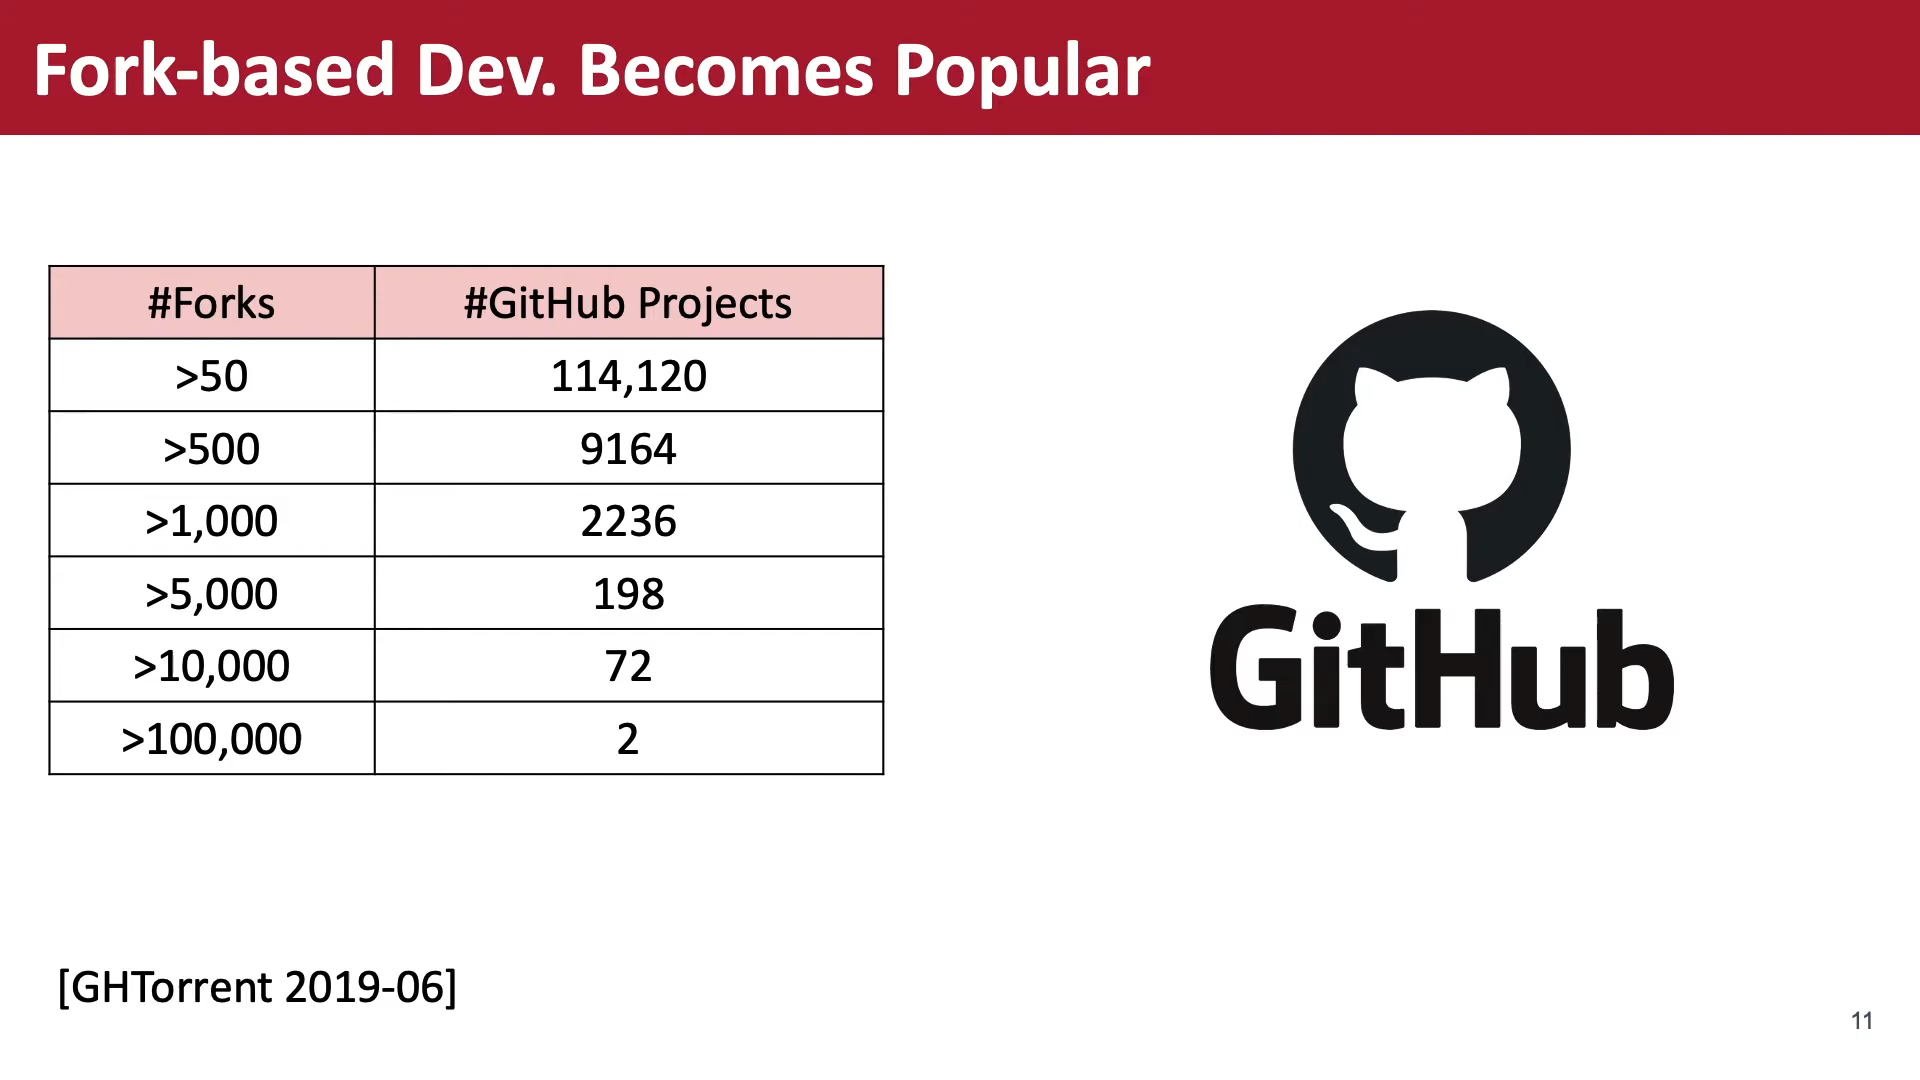 Fork-based Dev. Becomes Popular
#Forks #GitHub Projects
>50 114,120
>500 9164
>1,000 2236
>5,000 198
>10,000 72
>100,000 2
GitHub
[GHTorrent 2019-06]
11